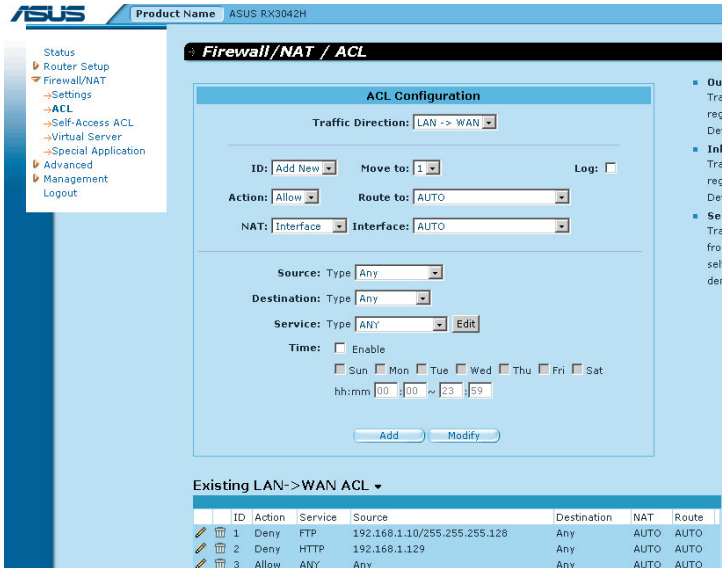 ASUS Product Name ASUS RX3042H
Status
Router Setup
Firewall/NAT
Settings
ACL
Self-Access ACL
Virtual Server
Special Application
Advanced
Management
Logout
Firewall/NAT / ACL
ACL Configuration
Traffic Direction: LAN -> WAN
ID: Add New Move to: 1 Log:
Action: Allow Route to: AUTO
NAT: Interface Interface: AUTO
Source: Type Any
Destination: Type Any
Service: Type ANY Edit
Time: Enable
Sun Mon Tue Wed Thu Fri Sat
hh:mm 00 :00 ~ 23 :59
Add Modify
Existing LAN->WAN ACL
ID Action Service Source Destination NAT Route
1 Deny FTP 192.168.1.10/255.255.255.128 Any AUTO AUTO
2 Deny HTTP 192.168.1.129 Any AUTO AUTO
3 Allow ANY Any Any AUTO AUTO